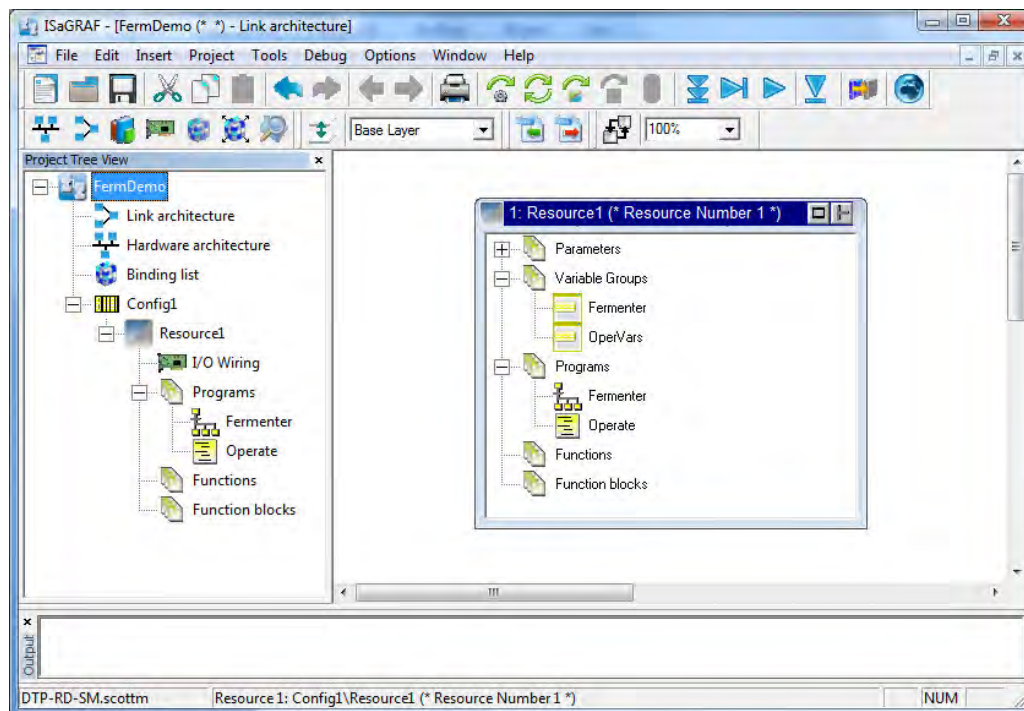 ISaGRAF - [FermDemo (* *) - Link architecture]
File Edit Insert Project Tools Debug Options Window Help
Base Layer
100%
Project Tree View
FermDemo
Link architecture
Hardware architecture
Binding list
Config1
Resource1
I/O Wiring
Programs
Fermenter
Operate
Functions
Function blocks
1: Resource1 (* Resource Number 1 *)
Parameters
Variable Groups
Fermenter
OperVars
Programs
Fermenter
Operate
Functions
Function blocks
Output
DTP-RD-SM.scottm
Resource 1: Config1\Resource1 (* Resource Number 1 *)
NUM